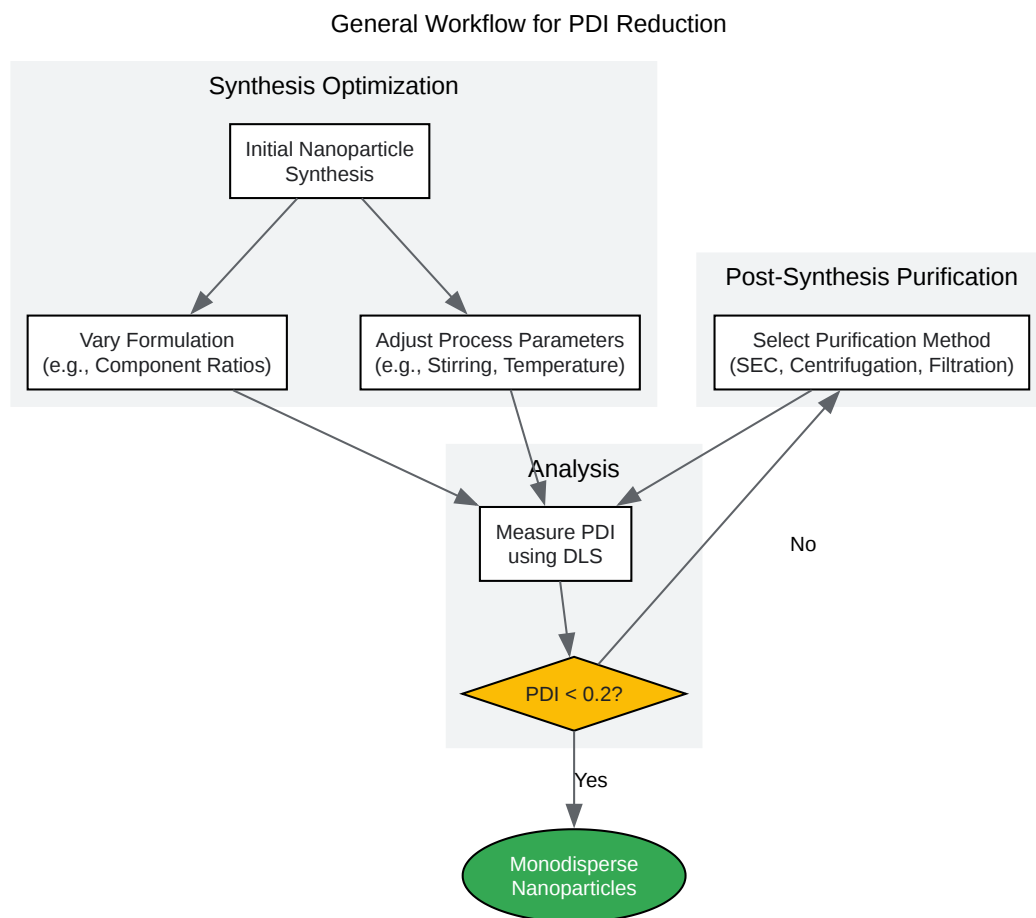 General Workflow for PDI Reduction
Synthesis Optimization
Initial Nanoparticle
Synthesis
Post-Synthesis Purification
Vary Formulation
(e.g., Component Ratios)
Adjust Process Parameters
(e.g., Stirring, Temperature)
Select Purification Method
(SEC, Centrifugation, Filtration)
Analysis
Measure PDI
using DLS
No
PDI < 0.2?
Yes
Monodisperse
Nanoparticles